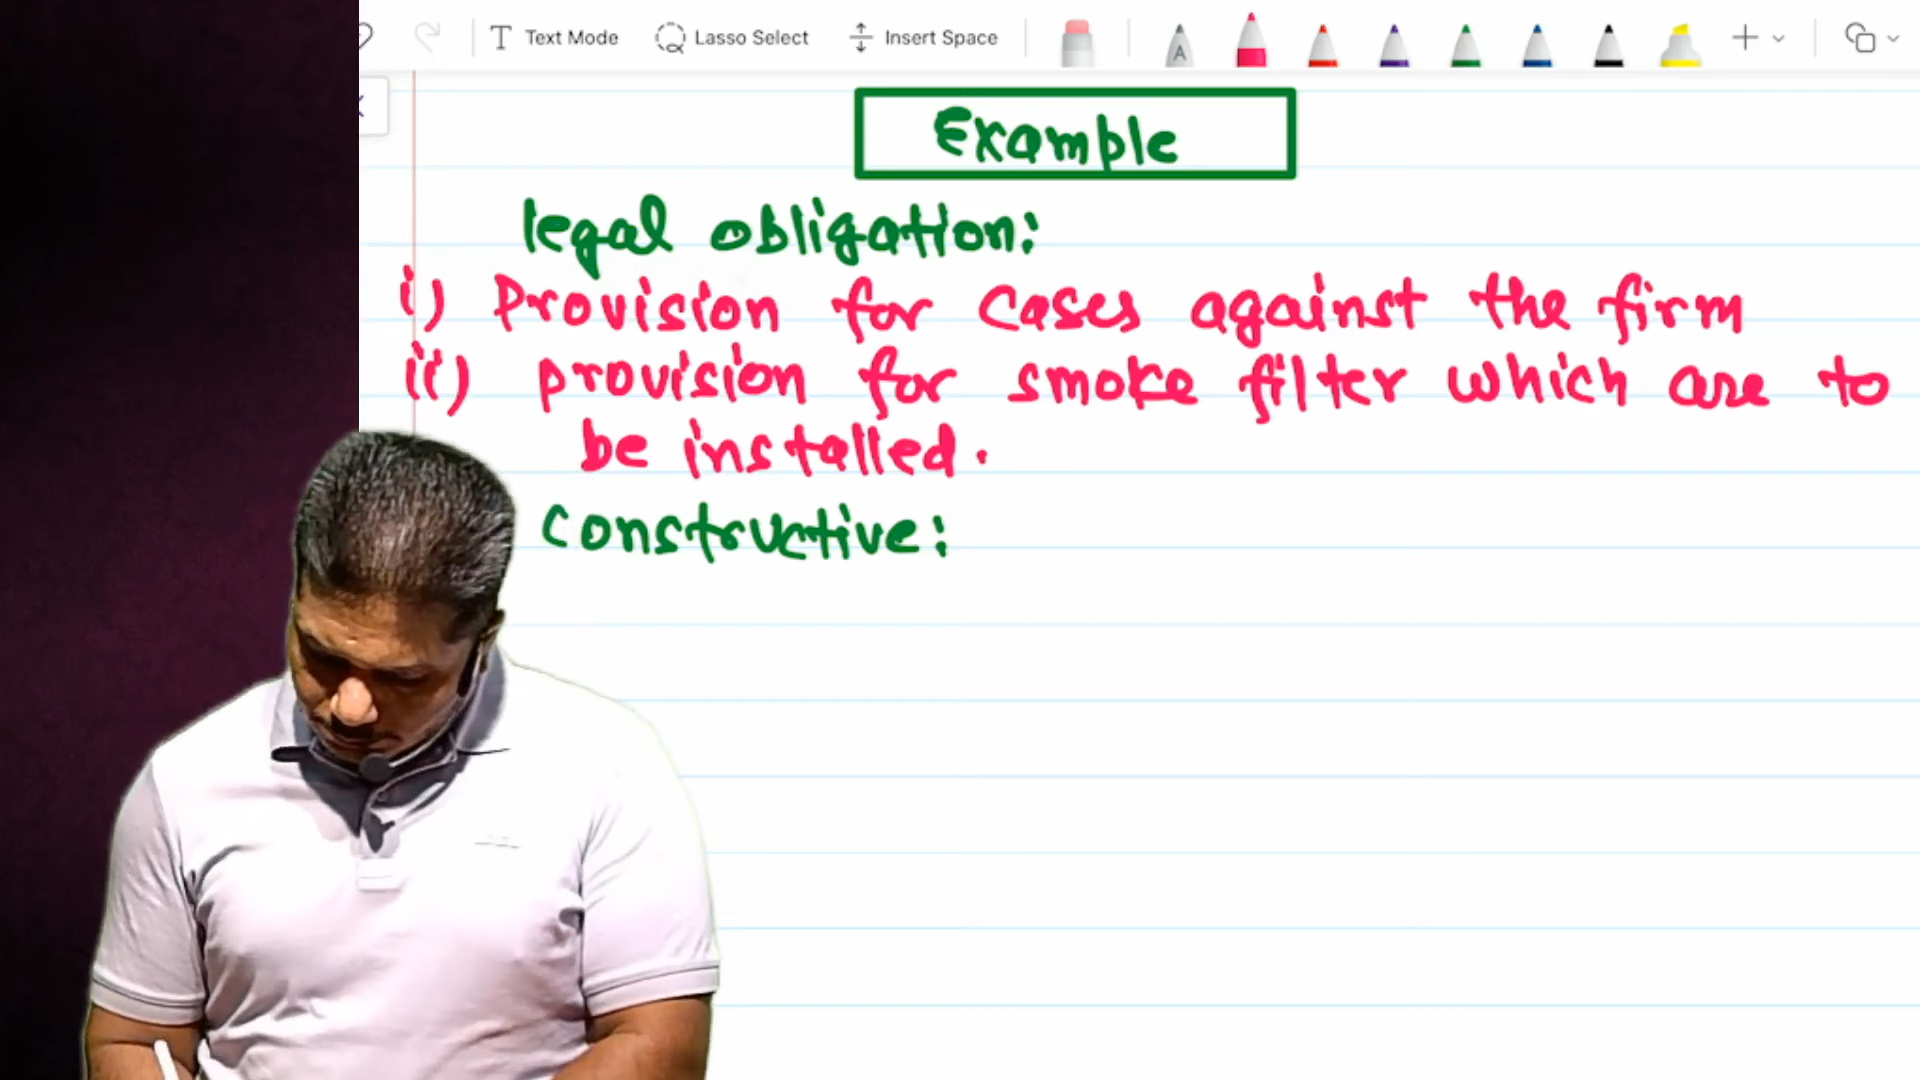 Text Mode Lasso Select Insert Space
A
Example
legal obligation:
i) Provision for cases against the firm
ii) provision for smoke filter which are to
be installed.
constructive: